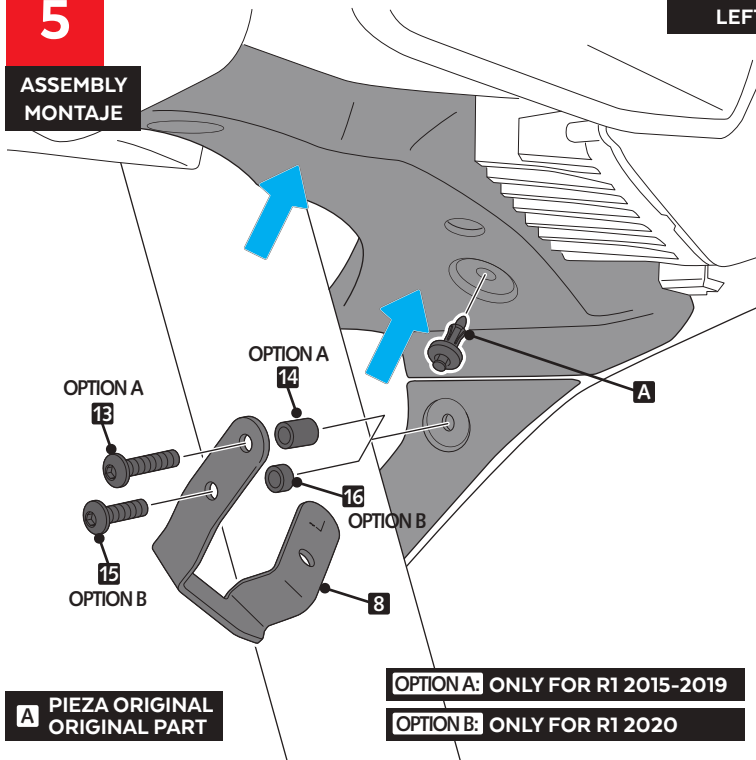 5
LEFT
ASSEMBLY
MONTAJE
OPTION A
14
OPTION A
13
A
16
OPTION B
15
OPTION B
L
8
A PIEZA ORIGINAL
ORIGINAL PART
OPTION A: ONLY FOR R1 2015-2019
OPTION B: ONLY FOR R1 2020